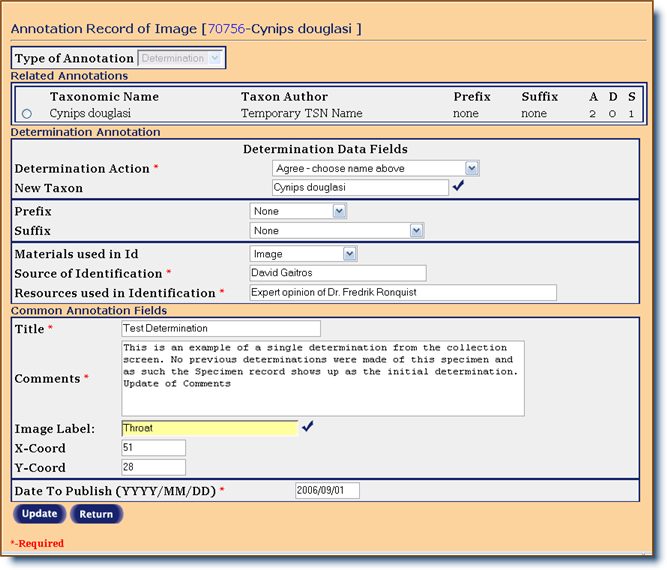 Annotation Record of Image [70756-Cynips douglasi ]
Type of Annotation Determination
Related Annotations
Taxonomic Name Taxon Author Prefix Suffix A D S
Cynips douglasi Temporary TSN Name none none 2 0 1
Determination Annotation
Determination Data Fields
Determination Action * Agree - choose name above
New Taxon Cynips douglasi
Prefix None
Suffix None
Materials used in Id Image
Source of Identification * David Gaitros
Resources used in Identification * Expert opinion of Dr. Fredrik Ronquist
Common Annotation Fields
Title * Test Determination
This is an example of a single determination from the collection
screen. No previous determinations were made of this specimen and
as such the Specimen record shows up as the initial determination.
Update of Comments
Comments *
Image Label: Throat
X-Coord 51
Y-Coord 28
Date To Publish (YYYY/MM/DD) * 2006/09/01
Update Return
*-Required